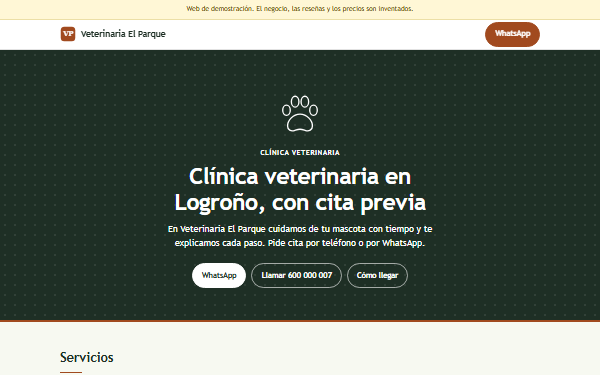 Web de demostración. El negocio, las reseñas y los precios son inventados.
VP Veterinaria El Parque
WhatsApp
CLÍNICA VETERINARIA
Clínica veterinaria en
Logroño, con cita previa
En Veterinaria El Parque cuidamos de tu mascota con tiempo y te
explicamos cada paso. Pide cita por teléfono o por WhatsApp.
WhatsApp
Llamar 600 000 007
Cómo llegar
Servicios